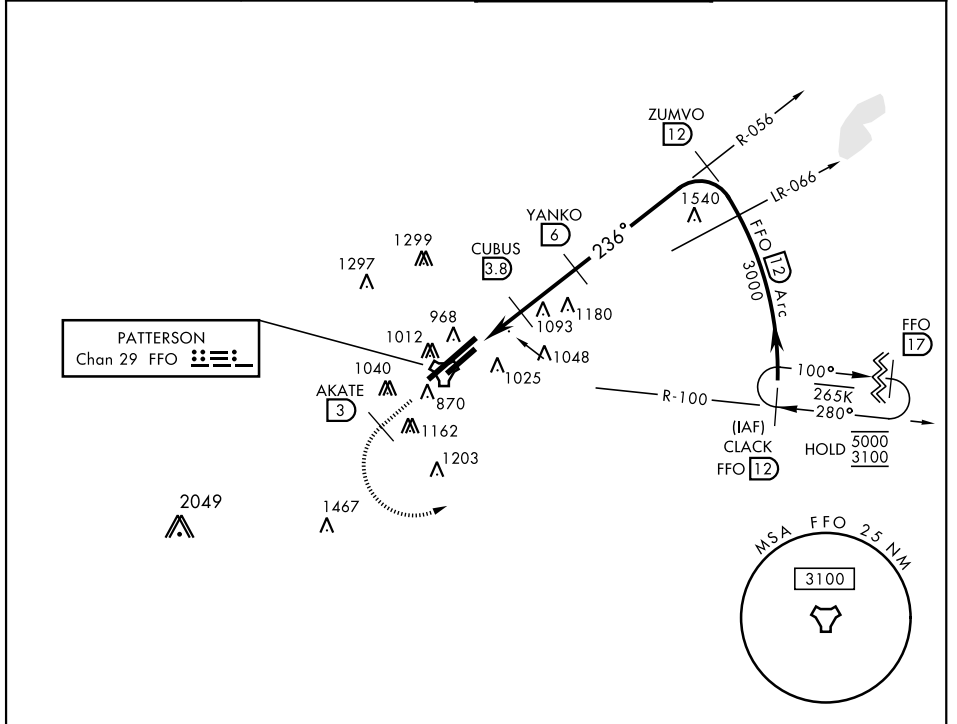 ZUMVO
12
R-056
LR-066
1540
FFO 12 Arc
3000
YANKO
6
236°
CUBUS
3.8
1299
1297
968
1093
1180
1012
1048
PATTERSON
Chan 29 FFO
1025
1040
AKATE
3
870
1162
1203
1467
2049
FFO
17
100°
265K
280°
R-100
(IAF)
CLACK
FFO 12
HOLD 5000
3100
MSA FFO 25 NM
3100